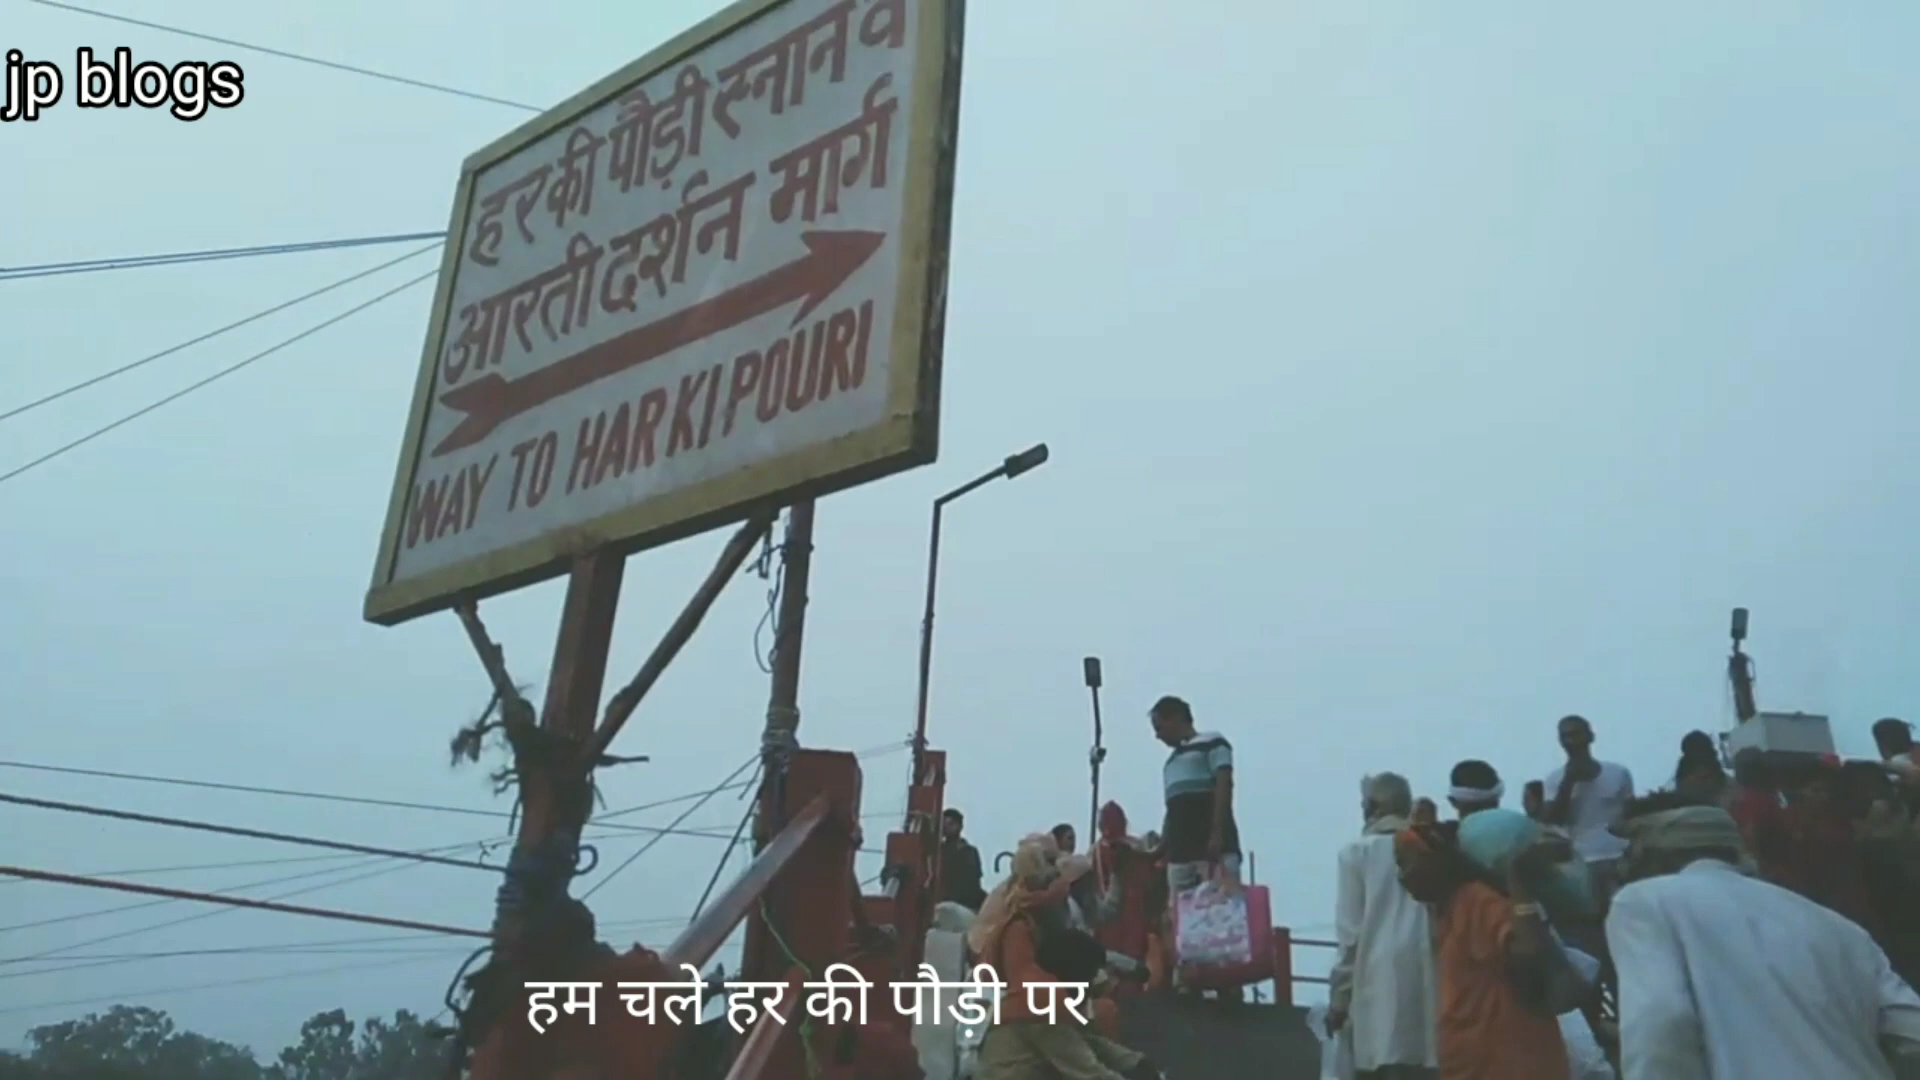 jp blogs
हर की पौड़ी स्नान व
आरती दर्शन मार्ग
WAY TO HAR KI POURI
हम चले हर की पौड़ी पर